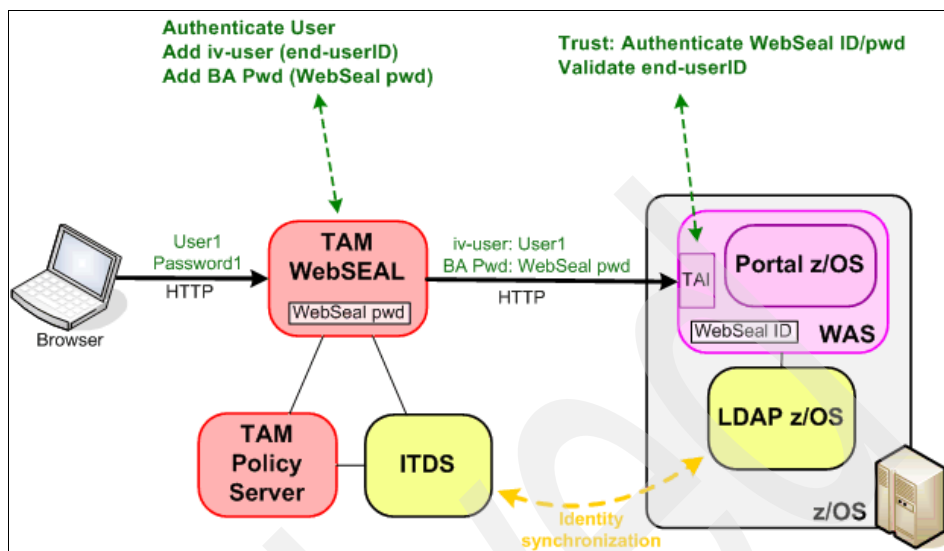 Authenticate User
Add iv-user (end-userID)
Add BA Pwd (WebSeal pwd)
Trust: Authenticate WebSeal ID/pwd
Validate end-userID
User1
Password1
HTTP
Browser
TAM
WebSEAL
WebSeal pwd
iv-user: User1
BA Pwd: WebSeal pwd
HTTP
TAI
Portal z/OS
WebSeal ID
WAS
TAM
Policy
Server
ITDS
LDAP z/OS
Identity
synchronization
z/OS